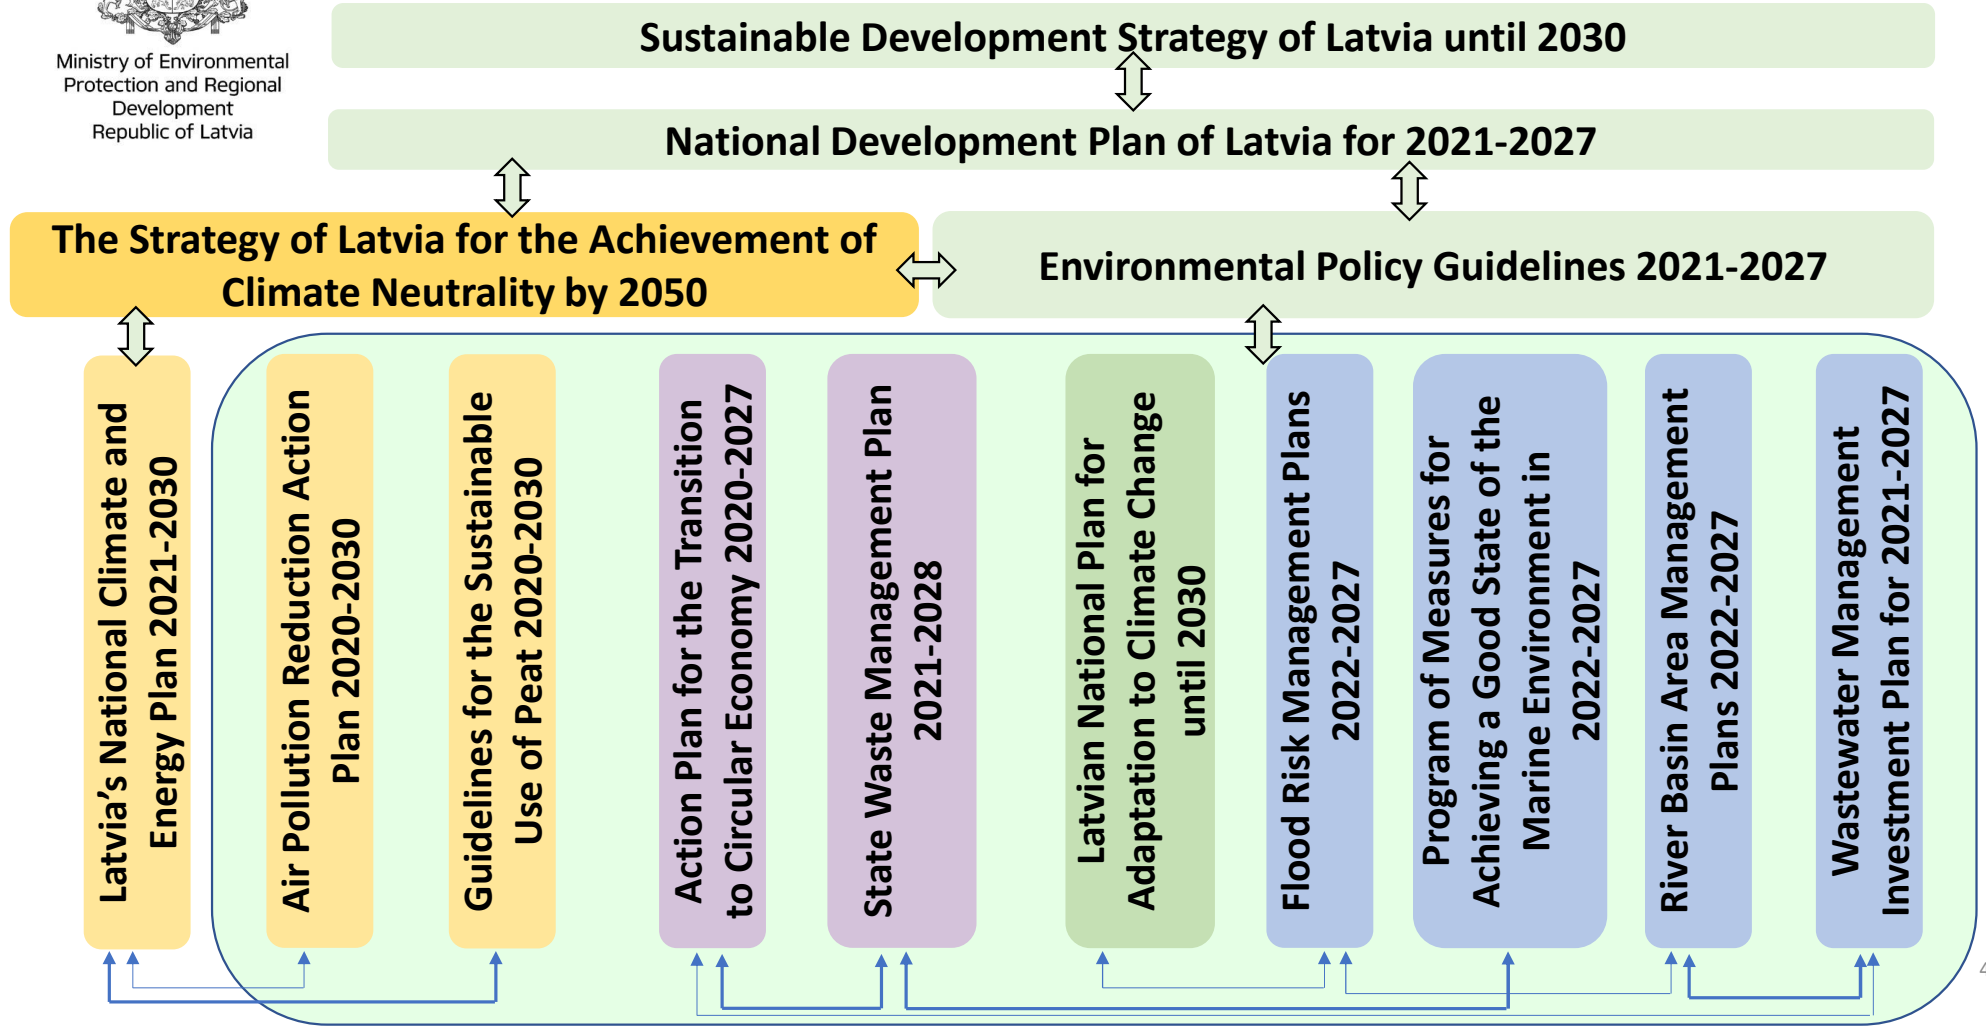 Ministry of Environmental
Protection and Regional
Development
Republic of Latvia
Sustainable Development Strategy of Latvia until 2030
National Development Plan of Latvia for 2021-2027
The Strategy of Latvia for the Achievement of
Climate Neutrality by 2050
Environmental Policy Guidelines 2021-2027
Latvia's National Climate and
Energy Plan 2021-2030
Air Pollution Reduction Action
Plan 2020-2030
Guidelines for the Sustainable
Use of Peat 2020-2030
Action Plan for the Transition
to Circular Economy 2020-2027
State Waste Management Plan
2021-2028
Latvian National Plan for
Adaptation to Climate Change
until 2030
Flood Risk Management Plans
2022-2027
Program of Measures for
Achieving a Good State of the
Marine Environment in
2022-2027
River Basin Area Management
Plans 2022-2027
Wastewater Management
Investment Plan for 2021-2027